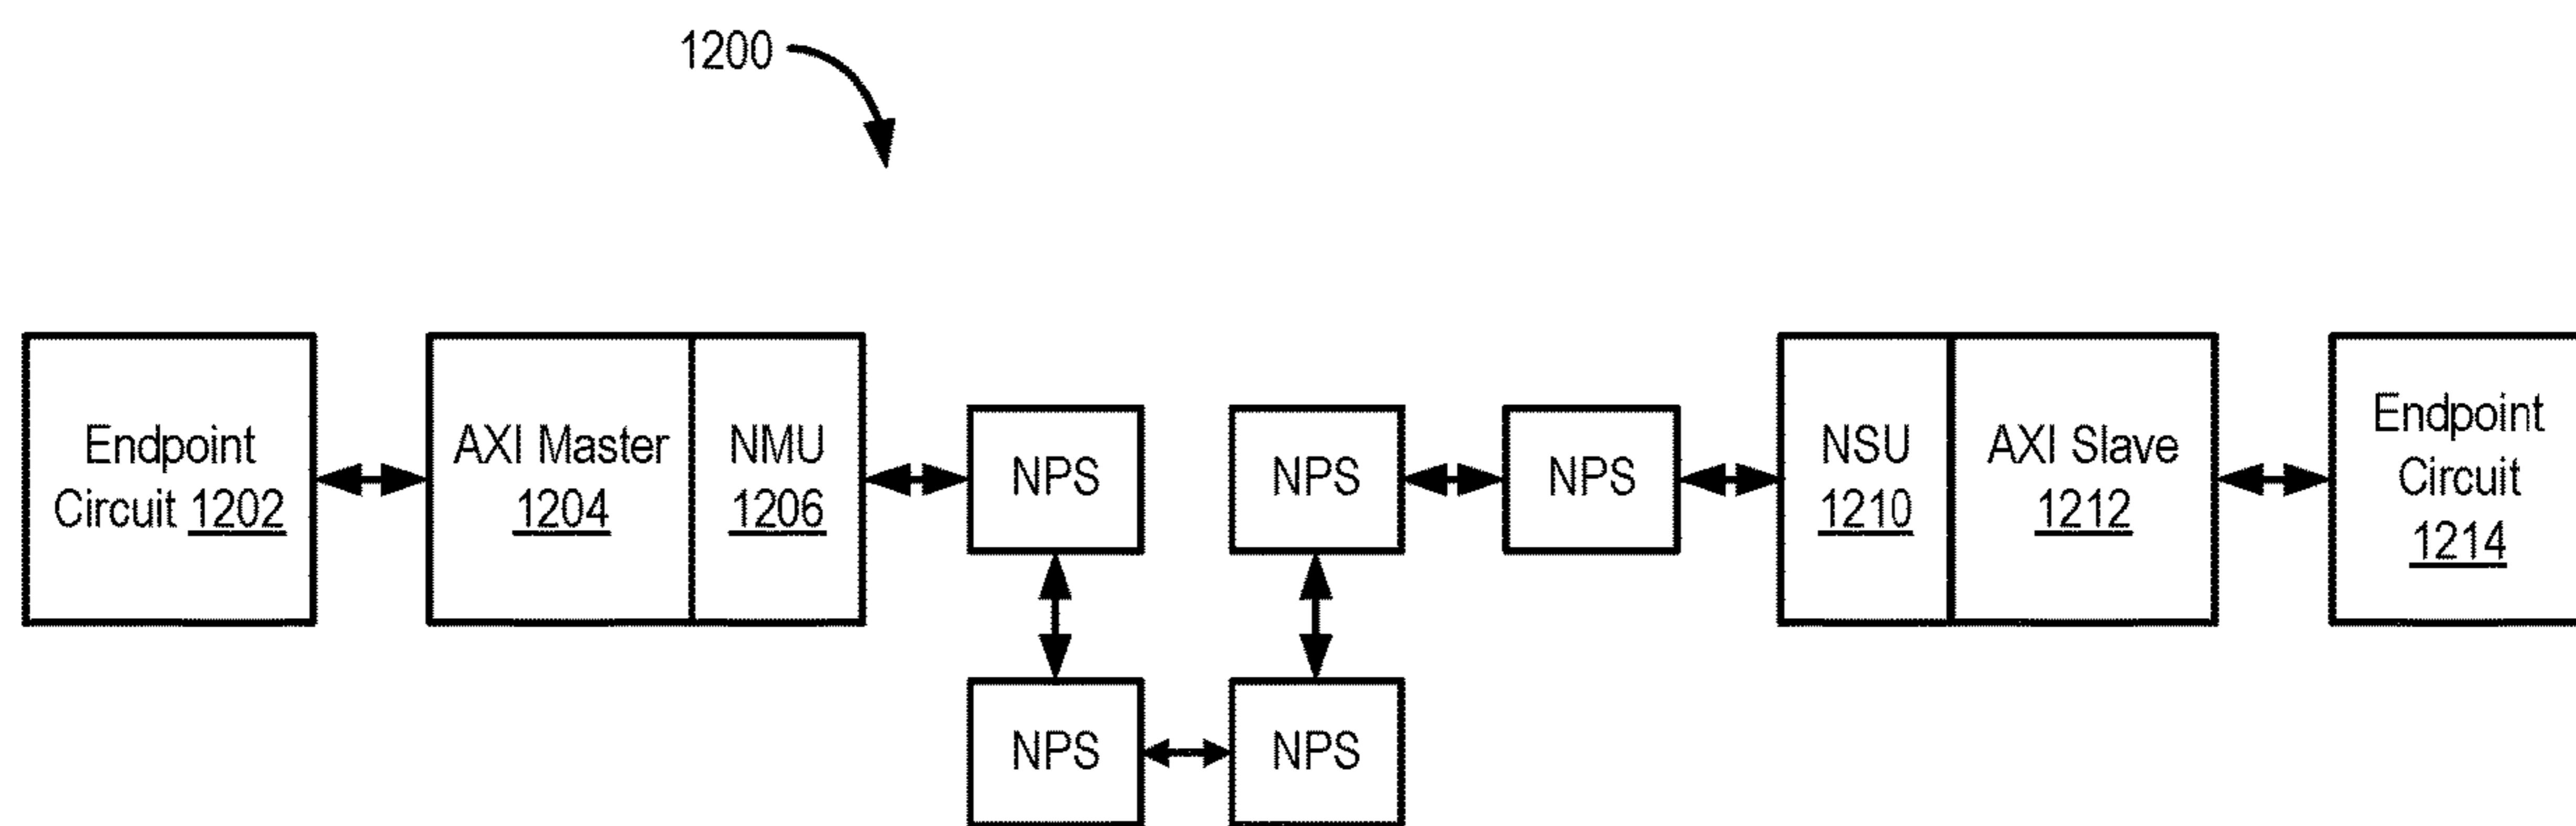 1200
Endpoint
Circuit 1202
AXI Master
1204
NMU
1206
NPS
NPS
NPS
NSU
1210
AXI Slave
1212
Endpoint
Circuit
1214
NPS
NPS